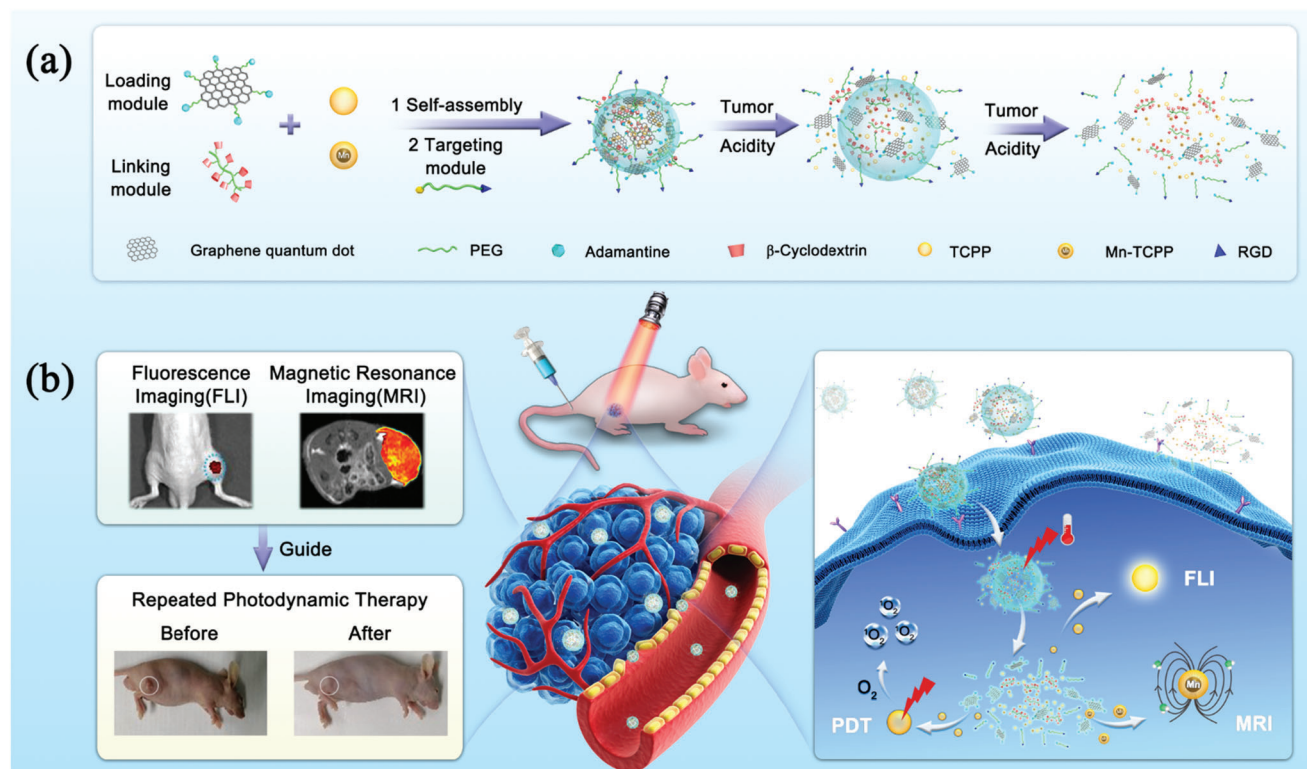 (a)
Loading
module
Linking
module
Mn
1 Self-assembly
2 Targeting
module
Tumor
Acidity
Tumor
Acidity
Graphene quantum dot
PEG
Adamantine
β-Cyclodextrin
TCPP
Mn-TCPP
RGD
(b)
Fluorescence
Imaging(FLI)
Magnetic Resonance
Imaging(MRI)
Guide
Repeated Photodynamic Therapy
Before
After
FLI
¹O₂
¹O₂
¹O₂
O₂
PDT
Mn
MRI